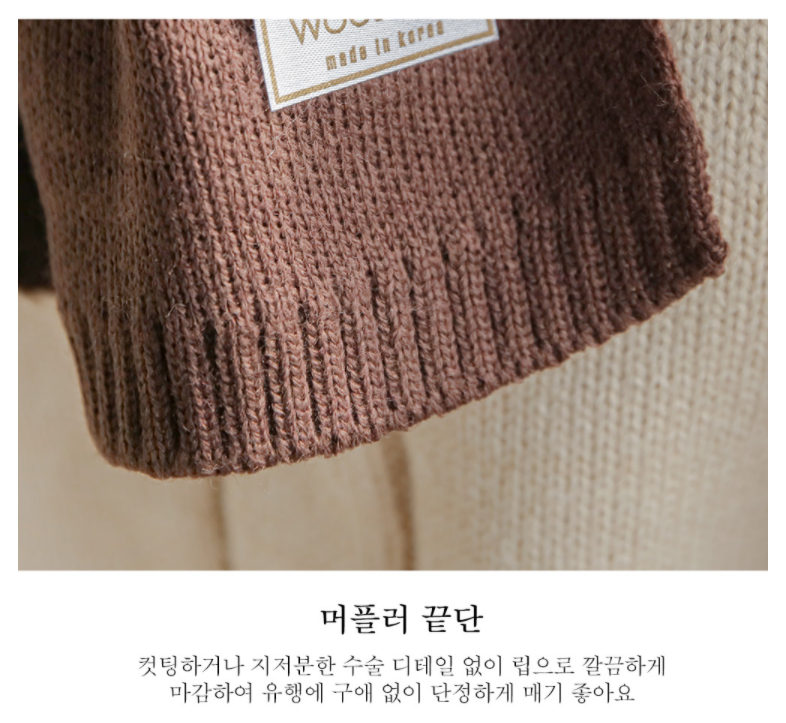 made in korea
머플러 끝단
컷팅하거나 지저분한 수술 디테일 없이 립으로 깔끔하게
마감하여 유행에 구애 없이 단정하게 매기 좋아요